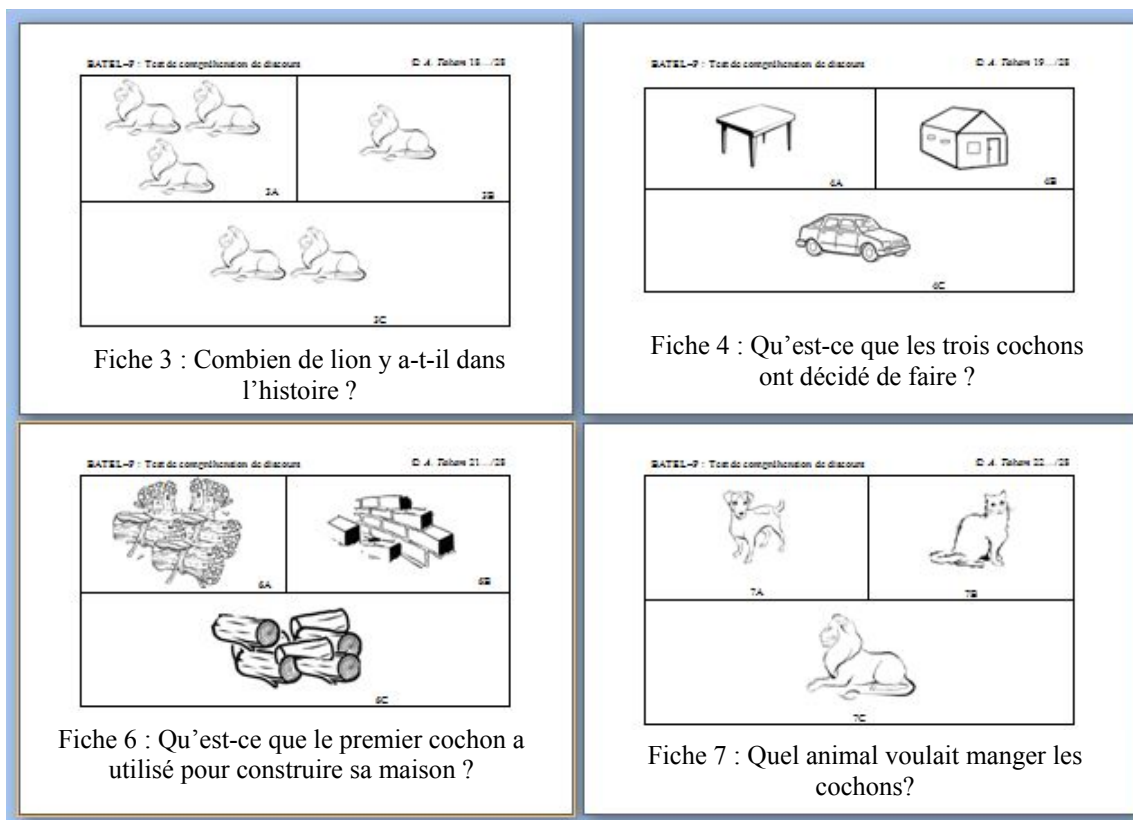 BATEL–P : Test de compréhension de discours
© A. Toham 18.../28
3A
3B
3C
Fiche 3 : Combien de lion y a-t-il dans
l’histoire ?
BATEL–P : Test de compréhension de discours
© A. Toham 19.../28
6A
6B
6C
Fiche 4 : Qu’est-ce que les trois cochons
ont décidé de faire ?
BATEL–P : Test de compréhension de discours
© A. Toham 21.../28
6A
6B
6C
Fiche 6 : Qu’est-ce que le premier cochon a
utilisé pour construire sa maison ?
BATEL–P : Test de compréhension de discours
© A. Toham 22.../28
7A
7B
7C
Fiche 7 : Quel animal voulait manger les
cochons?